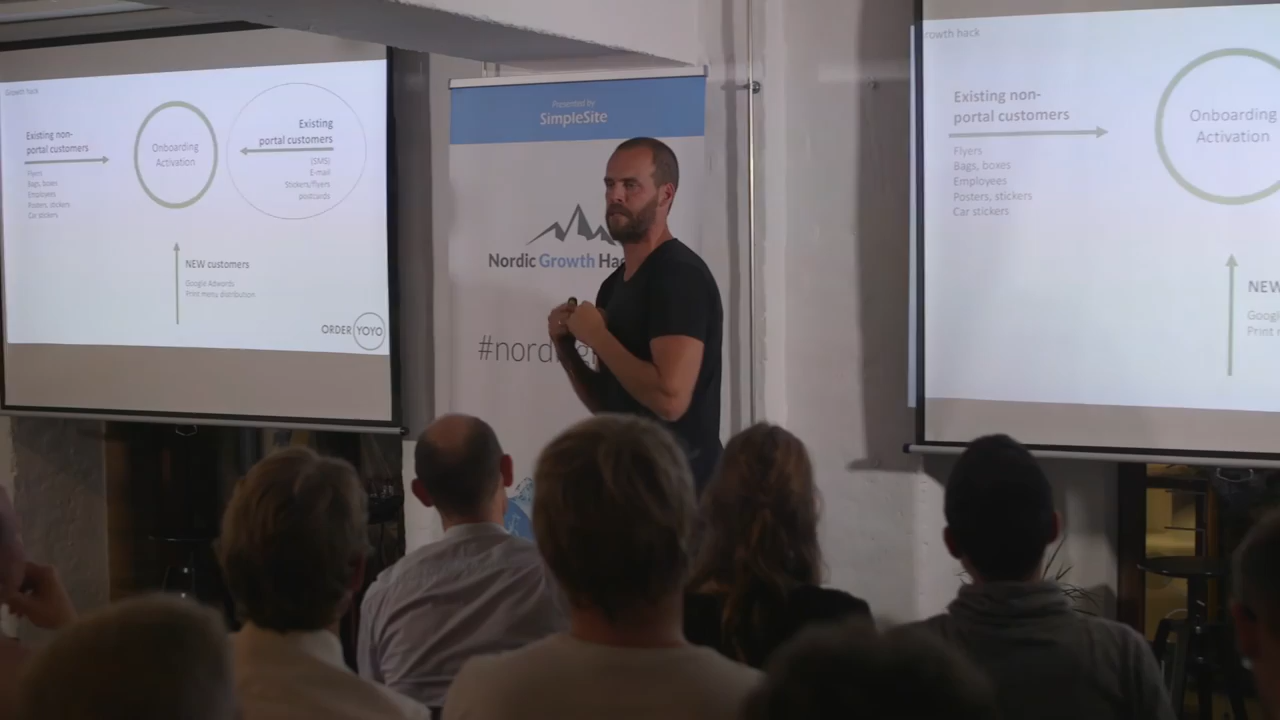 Growth hack
Existing non-
portal customers
Flyers
Bags, boxes
Employees
Posters, stickers
Car stickers
Onboarding
Activation
Existing
portal customers
(SMS)
E-mail
Stickers/flyers
postcards
NEW customers
Google Adwords
Print menu distribution
ORDER YOYO
Presented by
SimpleSite
Nordic Growth Hac
#nord
rowth hack
Existing non-
portal customers
Flyers
Bags, boxes
Employees
Posters, stickers
Car stickers
Onboarding
Activation
NEW
Googl
Print